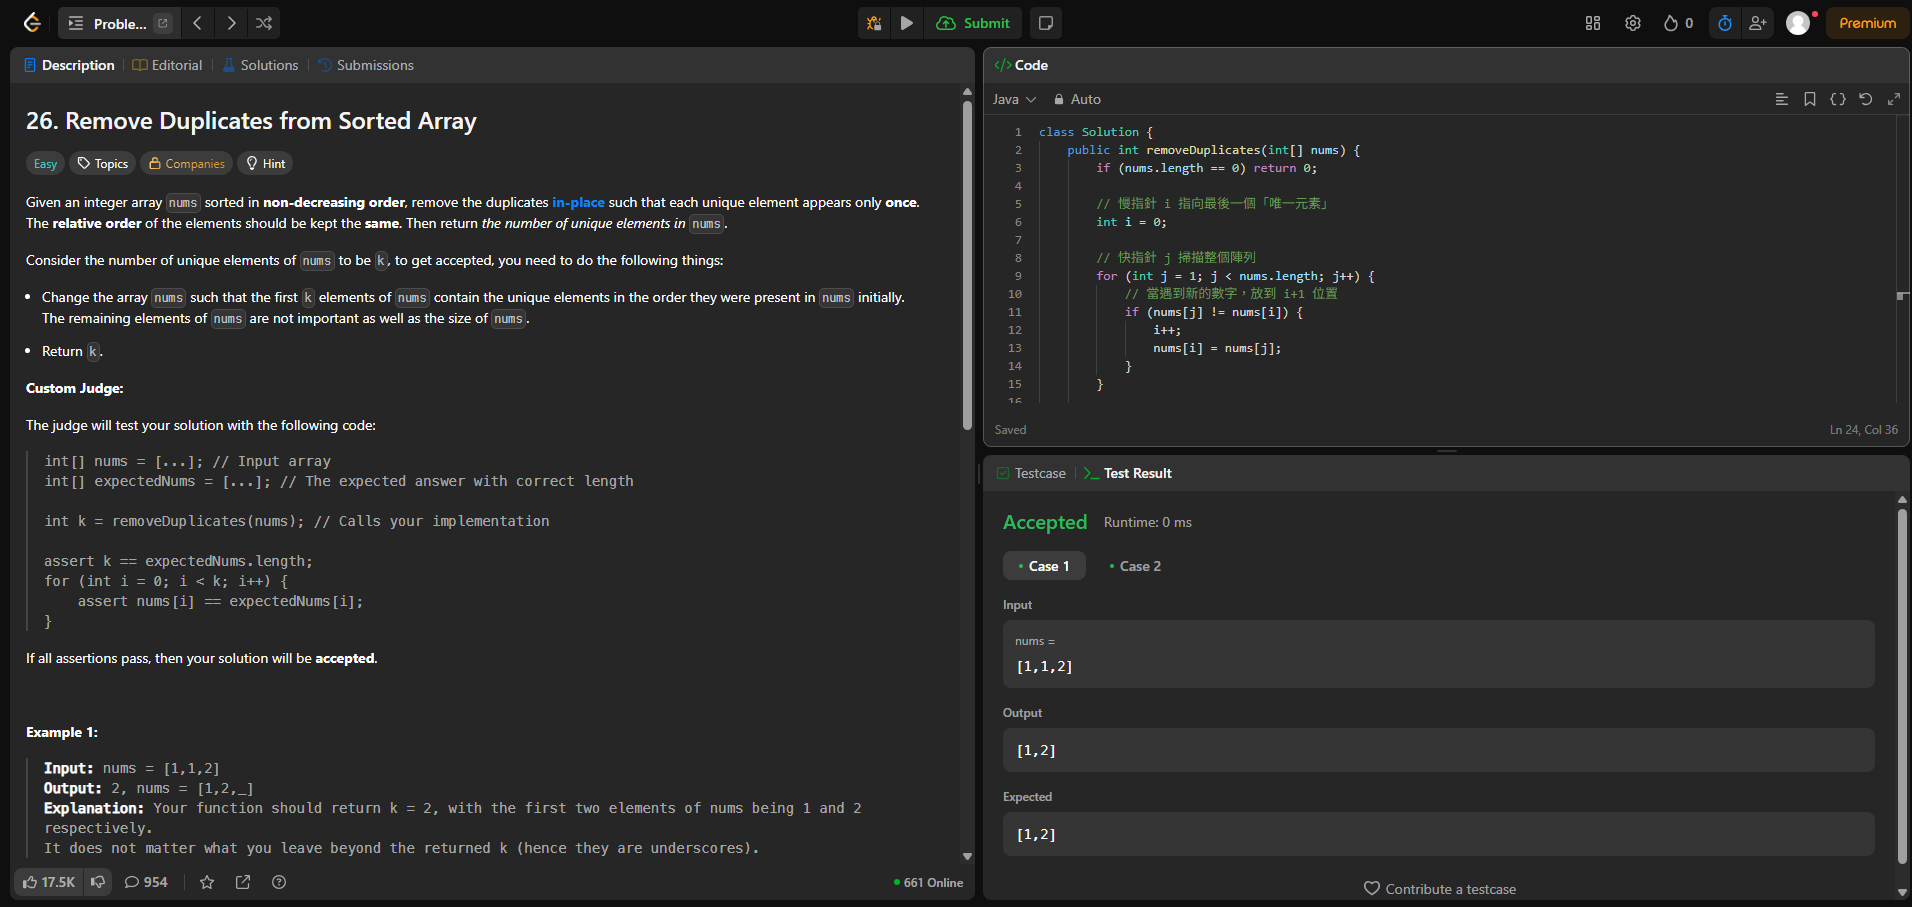 Proble...
Submit
0
Premium
Description
Editorial
Solutions
Submissions
26. Remove Duplicates from Sorted Array
Easy
Topics
Companies
Hint
Given an integer array nums sorted in non-decreasing order, remove the duplicates in-place such that each unique element appears only once.
The relative order of the elements should be kept the same. Then return the number of unique elements in nums.
Consider the number of unique elements of nums to be k, to get accepted, you need to do the following things:
• Change the array nums such that the first k elements of nums contain the unique elements in the order they were present in nums initially.
The remaining elements of nums are not important as well as the size of nums.
• Return k.
Custom Judge:
The judge will test your solution with the following code:
int[] nums = [...]; // Input array
int[] expectedNums = [...]; // The expected answer with correct length
int k = removeDuplicates(nums); // Calls your implementation
assert k == expectedNums.length;
for (int i = 0; i < k; i++) {
    assert nums[i] == expectedNums[i];
}
If all assertions pass, then your solution will be accepted.
Example 1:
Input: nums = [1,1,2]
Output: 2, nums = [1,2,_]
Explanation: Your function should return k = 2, with the first two elements of nums being 1 and 2
respectively.
It does not matter what you leave beyond the returned k (hence they are underscores).
17.5K
954
661 Online
</> Code
Java
Auto
1 class Solution {
2     public int removeDuplicates(int[] nums) {
3         if (nums.length == 0) return 0;
4
5         // 慢指針 i 指向最後一個「唯一元素」
6         int i = 0;
7
8         // 快指針 j 掃描整個陣列
9         for (int j = 1; j < nums.length; j++) {
10             // 當遇到新的數字，放到 i+1 位置
11             if (nums[j] != nums[i]) {
12                 i++;
13                 nums[i] = nums[j];
14             }
15         }
16
Saved
Ln 24, Col 36
Testcase
Test Result
Accepted
Runtime: 0 ms
• Case 1
• Case 2
Input
nums =
[1,1,2]
Output
[1,2]
Expected
[1,2]
Contribute a testcase